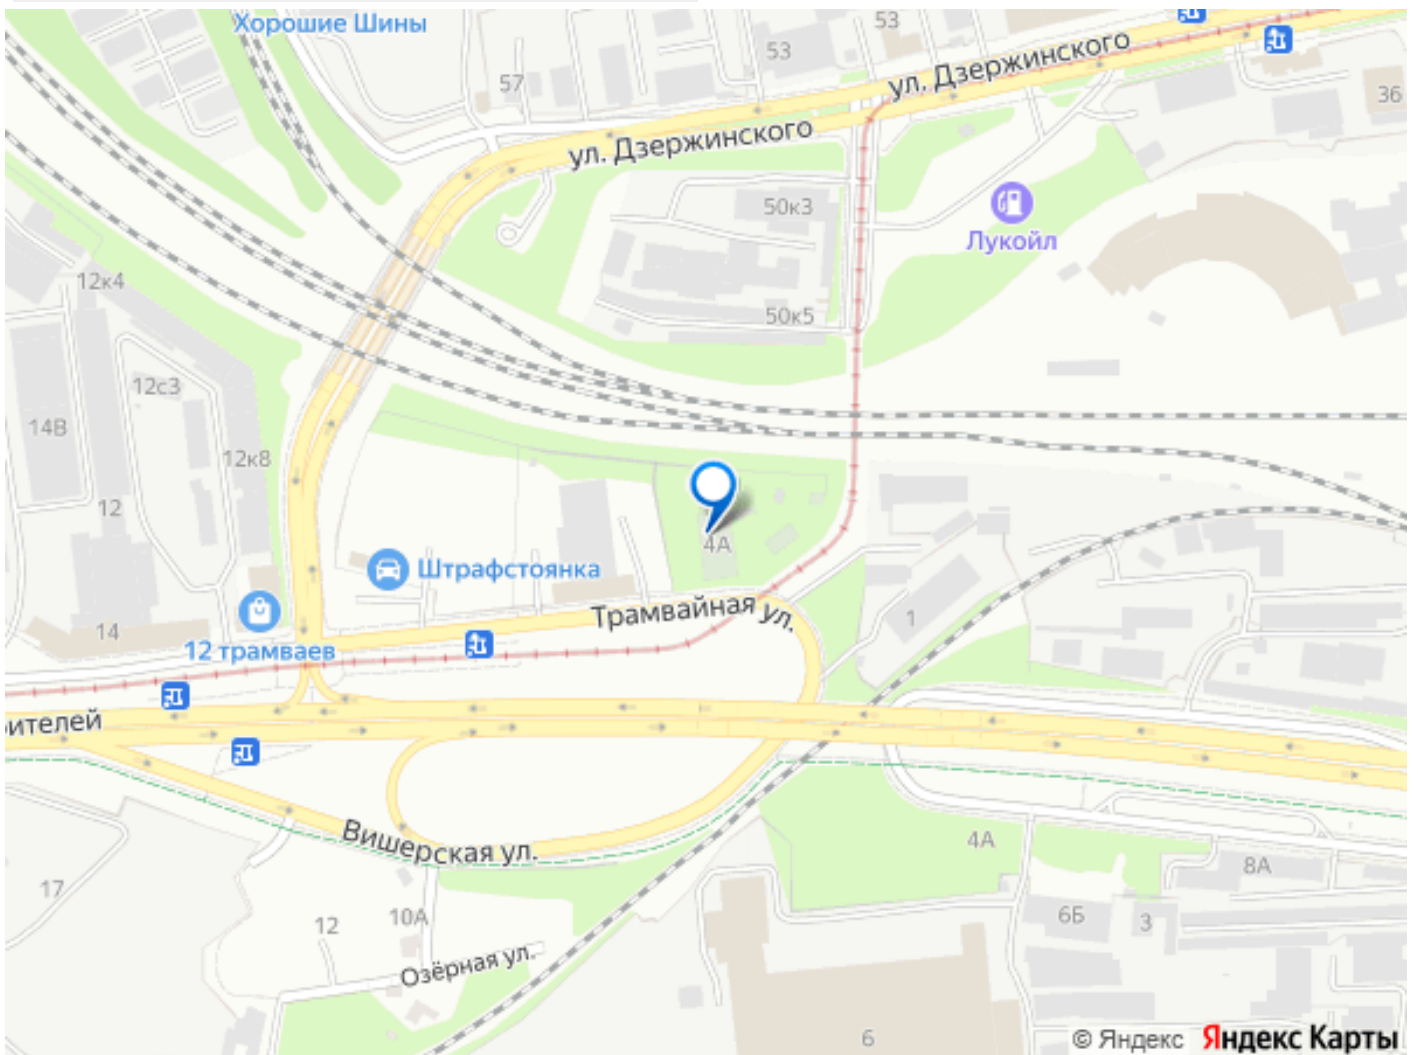 Хорошие Шины
53
53
ул. Дзержинского
57
36
ул. Дзержинского
50к3
Лукойл
12к4
50к5
12с3
14В
12к8
12
4А
Штрафстоянка
Трамвайная ул.
1
14
12 трамваев
ителей
Вишерская ул.
4А
8А
17
12
10А
6Б
3
Озёрная ул.
6
© Яндекс Яндекс Карты